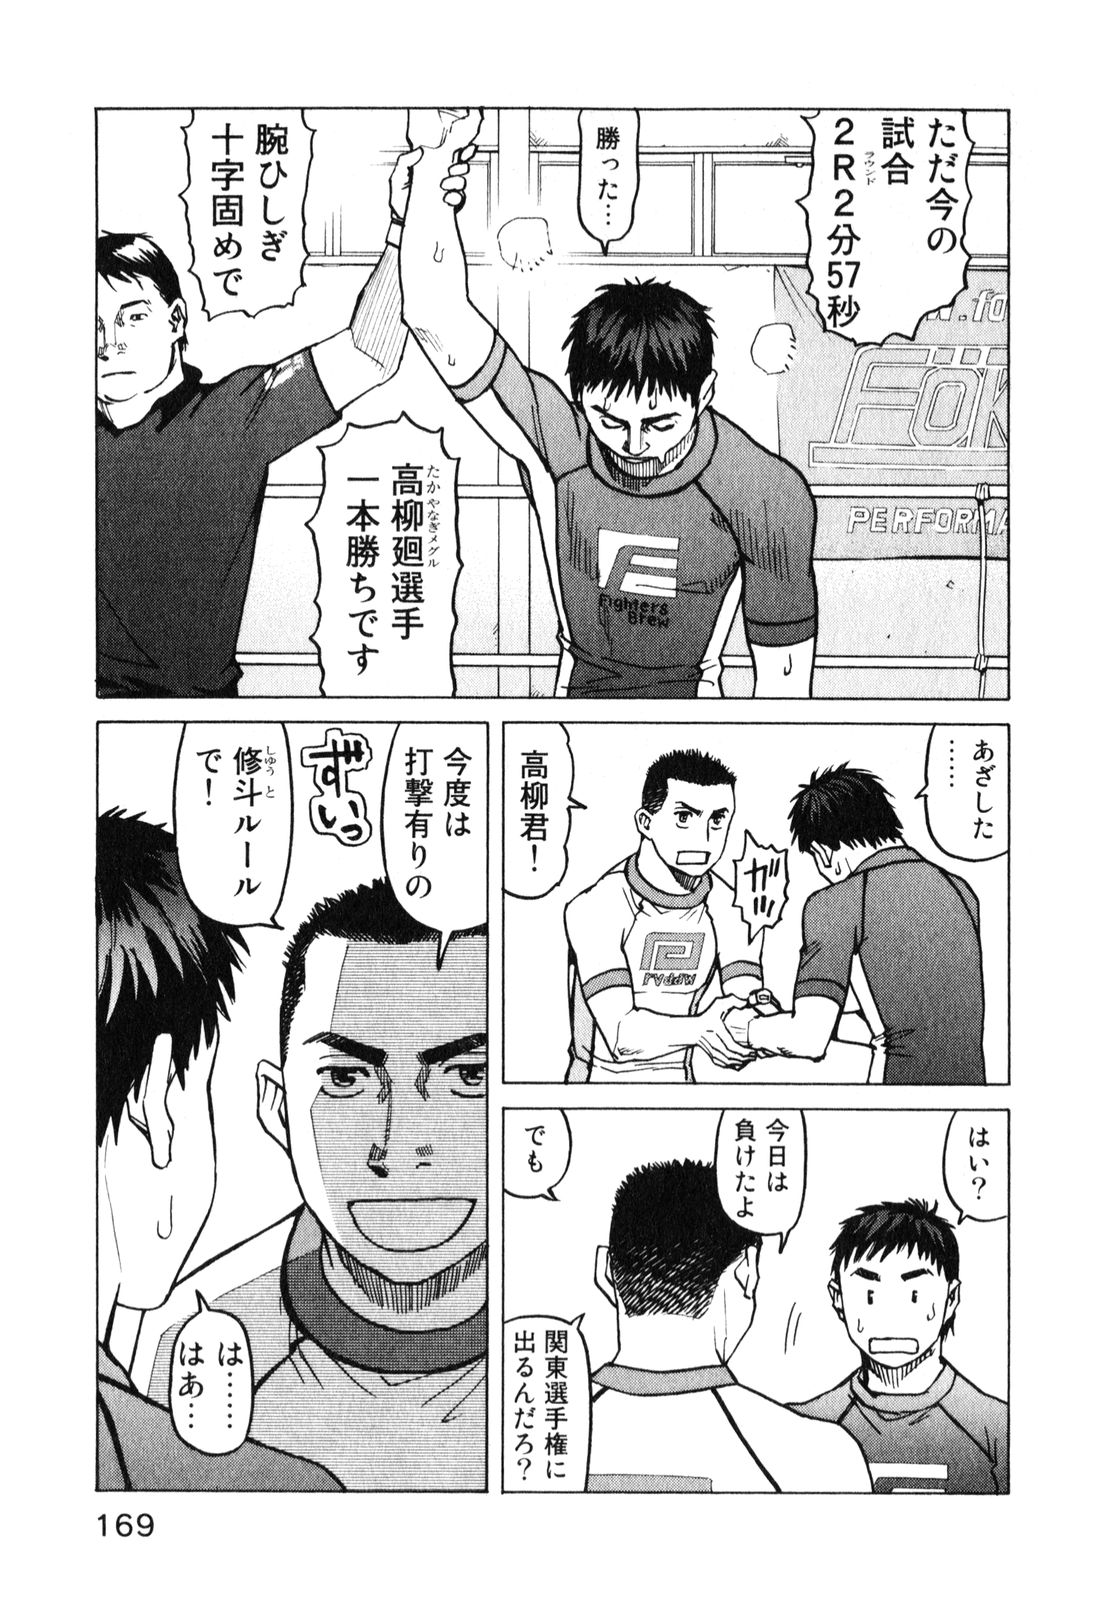 ただ今の
試合
2R2分57秒
ラウンド
勝った…
腕ひしぎ
十字固めで
高柳廻選手
たかやなぎメグル
一本勝ちです
Fighters
Brew
PERFORMA
あざした
……
高柳君！
ガッ
はい？
今日は
負けたよ
でも
関東選手権に
出るんだろ？
今度は
打撃有りの
ずいっ
修斗ルール
しゅうと
で！
は……
はあ…
169